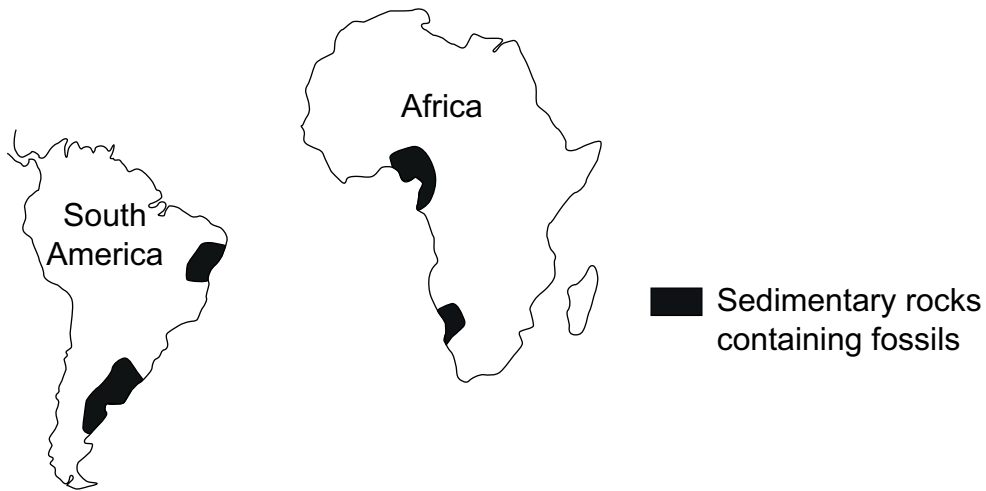 Africa
South
America
Sedimentary rocks
containing fossils